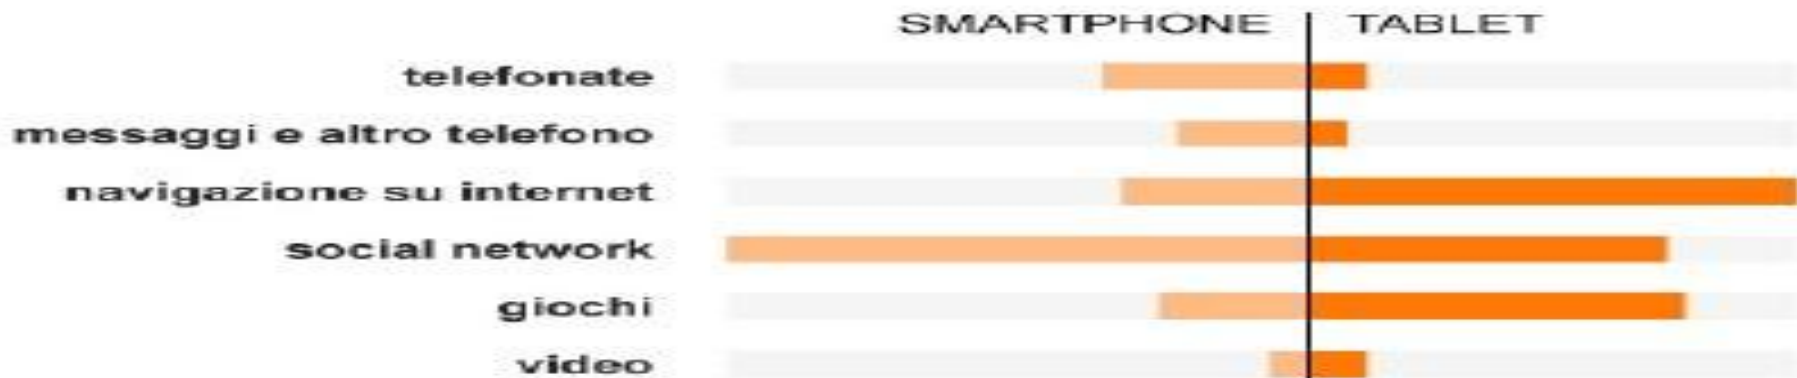 SMARTPHONE TABLET
telefonate
messaggi e altro telefono
navigazione su internet
social network
giochi
video